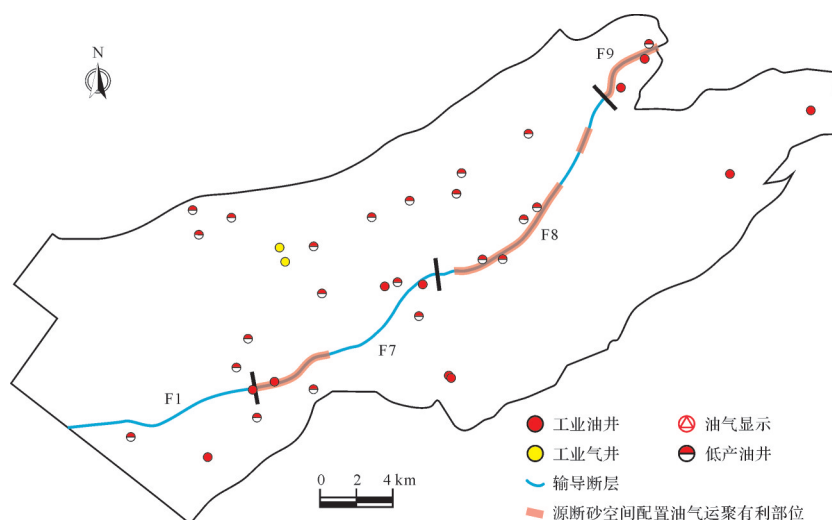 N
F9
F8
F7
F1
工业油井
油气显示
工业气井
低产油井
输导断层
源断砂空间配置油气运聚有利部位
0 2 4 km